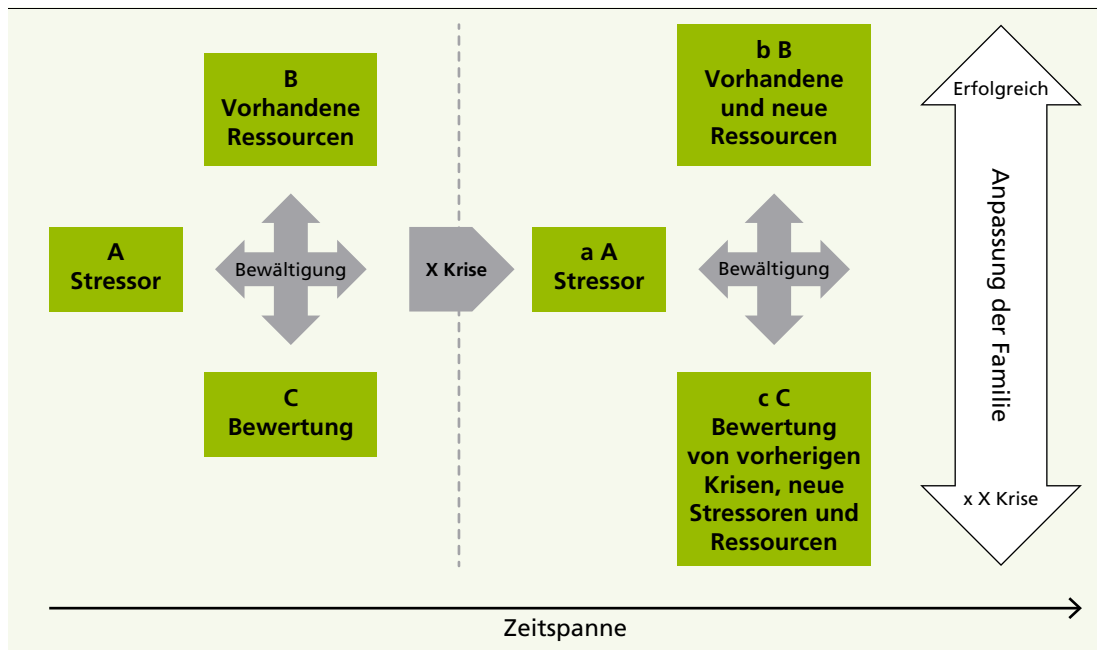 B
Vorhandene
Ressourcen
A
Stressor
Bewältigung
C
Bewertung
X Krise
a A
Stressor
b B
Vorhandene
und neue
Ressourcen
Bewältigung
c C
Bewertung
von vorherigen
Krisen, neue
Stressoren und
Ressourcen
Erfolgreich
Anpassung der Familie
x X Krise
Zeitspanne